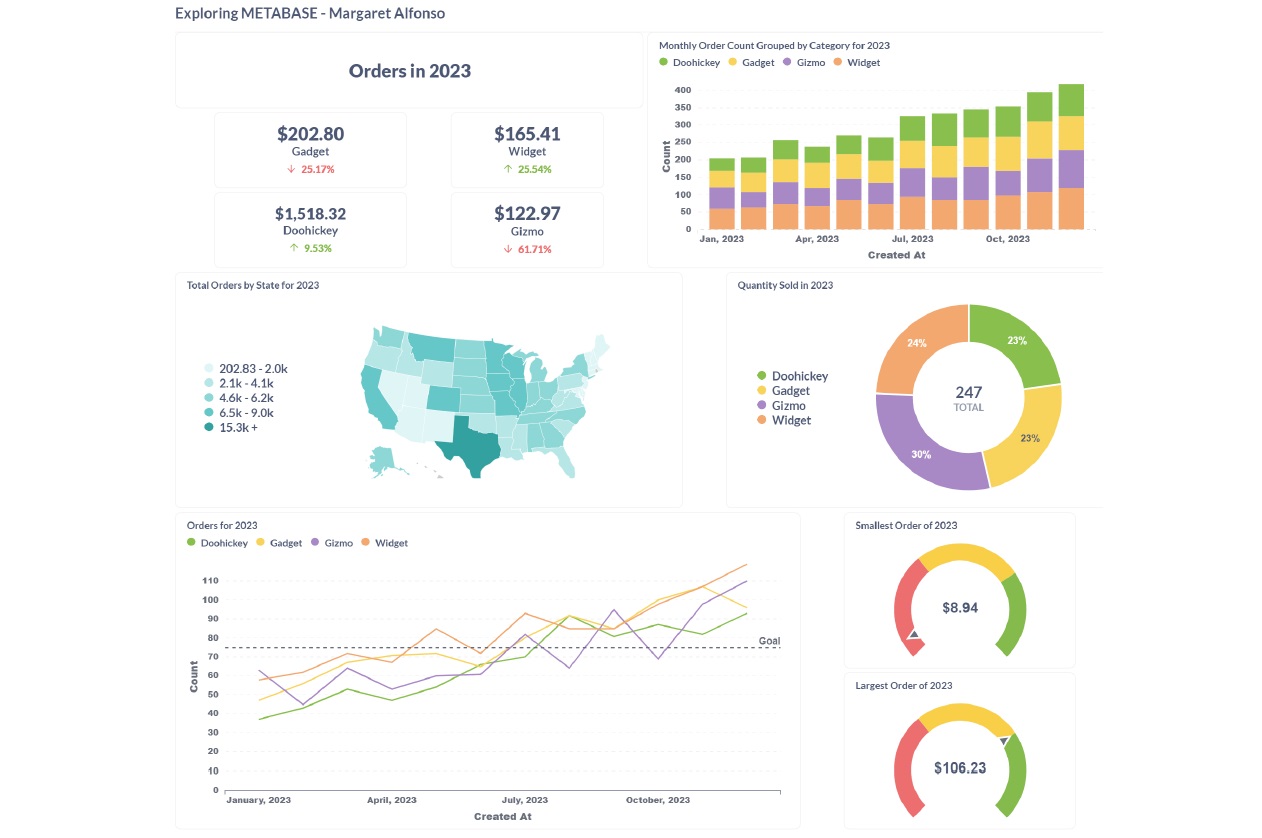 Exploring METABASE - Margaret Alfonso
Orders in 2023
$202.80
Gadget
↓ 25.17%
$165.41
Widget
↑ 25.54%
$1,518.32
Doohickey
↑ 9.53%
$122.97
Gizmo
↓ 61.71%
Monthly Order Count Grouped by Category for 2023
Doohickey Gadget Gizmo Widget
400
350
300
250
200
150
100
50
0
Count
Jan, 2023 Apr, 2023 Jul, 2023 Oct, 2023
Created At
Total Orders by State for 2023
202.83 - 2.0k
2.1k - 4.1k
4.6k - 6.2k
6.5k - 9.0k
15.3k +
Quantity Sold in 2023
Doohickey
Gadget
Gizmo
Widget
24%
23%
247
TOTAL
30%
23%
Orders for 2023
Doohickey Gadget Gizmo Widget
110
100
90
80
70
60
50
40
30
20
10
0
Count
Goal
January, 2023 April, 2023 July, 2023 October, 2023
Created At
Smallest Order of 2023
$8.94
Largest Order of 2023
$106.23